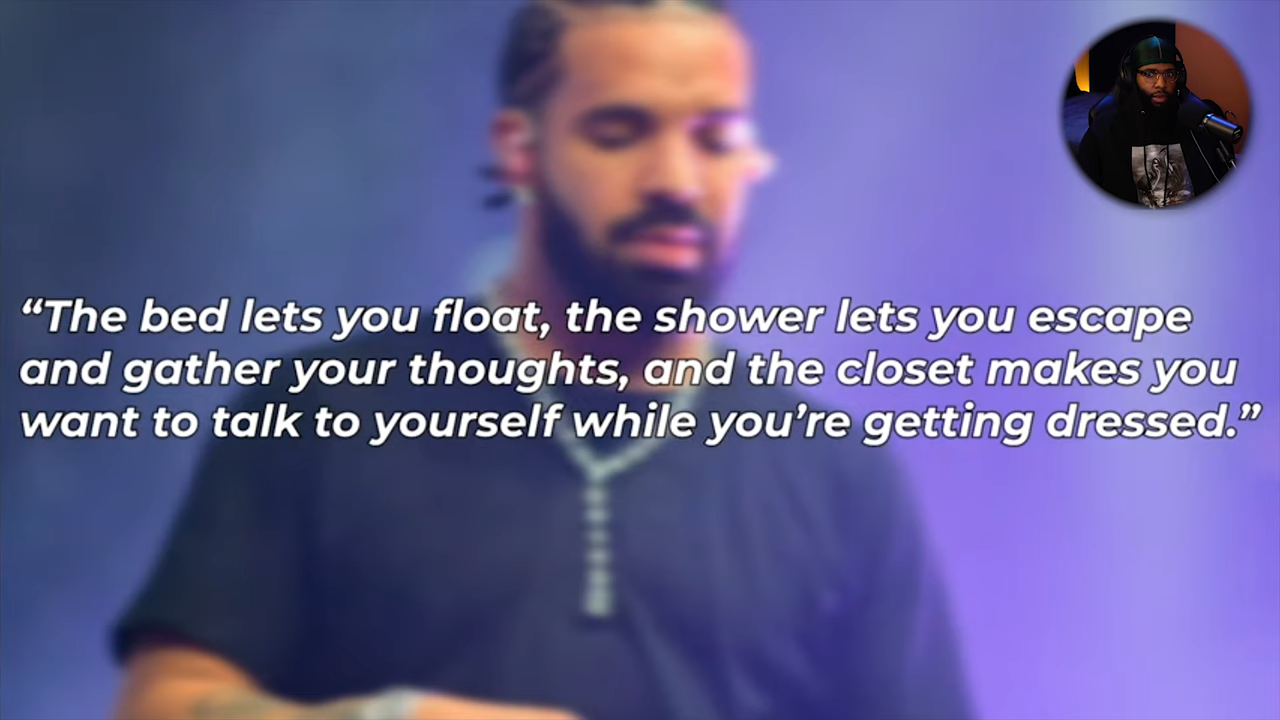 “The bed lets you float, the shower lets you escape
and gather your thoughts, and the closet makes you
want to talk to yourself while you’re getting dressed.”